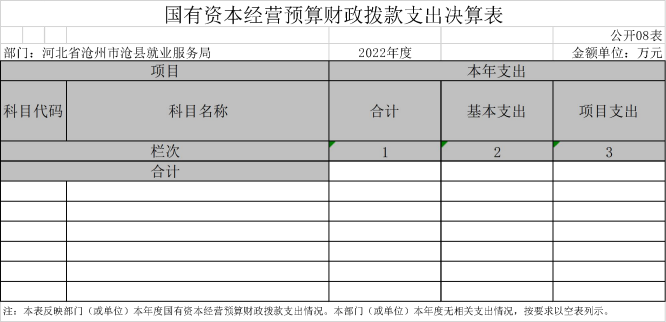 国有资本经营预算财政拨款支出决算表
公开08表
部门：河北省沧州市沧县就业服务局 2022年度 金额单位：万元
项目 本年支出
科目代码 科目名称 合计 基本支出 项目支出
栏次 1 2 3
合计
注：本表反映部门（或单位）本年度国有资本经营预算财政拨款支出情况。本部门（或单位）本年度无相关支出情况，按要求以空表列示。